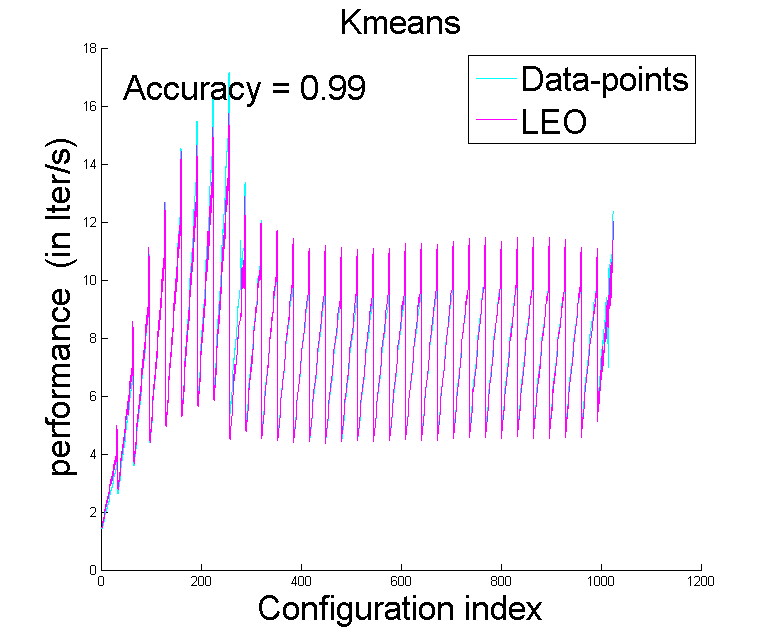 Kmeans
Accuracy = 0.99
Data-points
LEO
performance (in Iter/s)
18
16
14
12
10
8
6
4
2
0
0 200 400 600 800 1000 1200
Configuration index